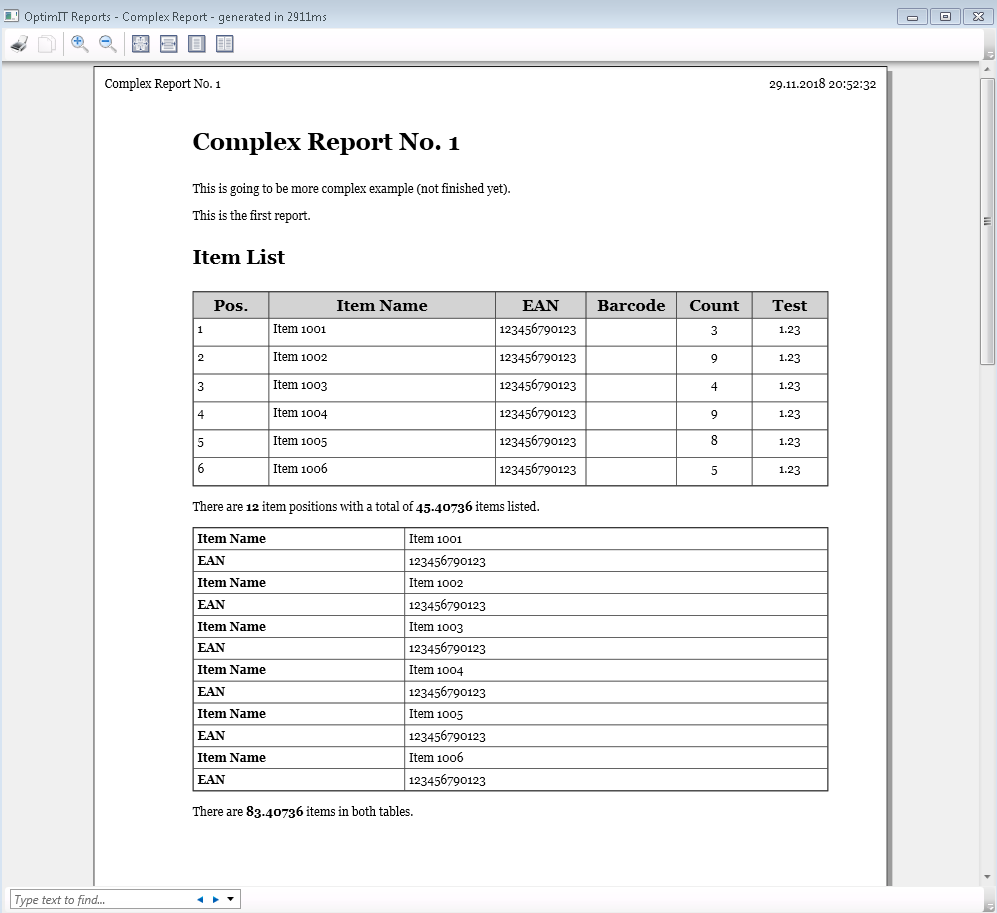 OptimIT Reports - Complex Report - generated in 2911ms
Complex Report No. 1 29.11.2018 20:52:32
Complex Report No. 1
This is going to be more complex example (not finished yet).
This is the first report.
Item List
Pos. Item Name EAN Barcode Count Test
1 Item 1001 123456790123 3 1.23
2 Item 1002 123456790123 9 1.23
3 Item 1003 123456790123 4 1.23
4 Item 1004 123456790123 9 1.23
5 Item 1005 123456790123 8 1.23
6 Item 1006 123456790123 5 1.23
There are 12 item positions with a total of 45.40736 items listed.
Item Name Item 1001
EAN 123456790123
Item Name Item 1002
EAN 123456790123
Item Name Item 1003
EAN 123456790123
Item Name Item 1004
EAN 123456790123
Item Name Item 1005
EAN 123456790123
Item Name Item 1006
EAN 123456790123
There are 83.40736 items in both tables.
Type text to find...